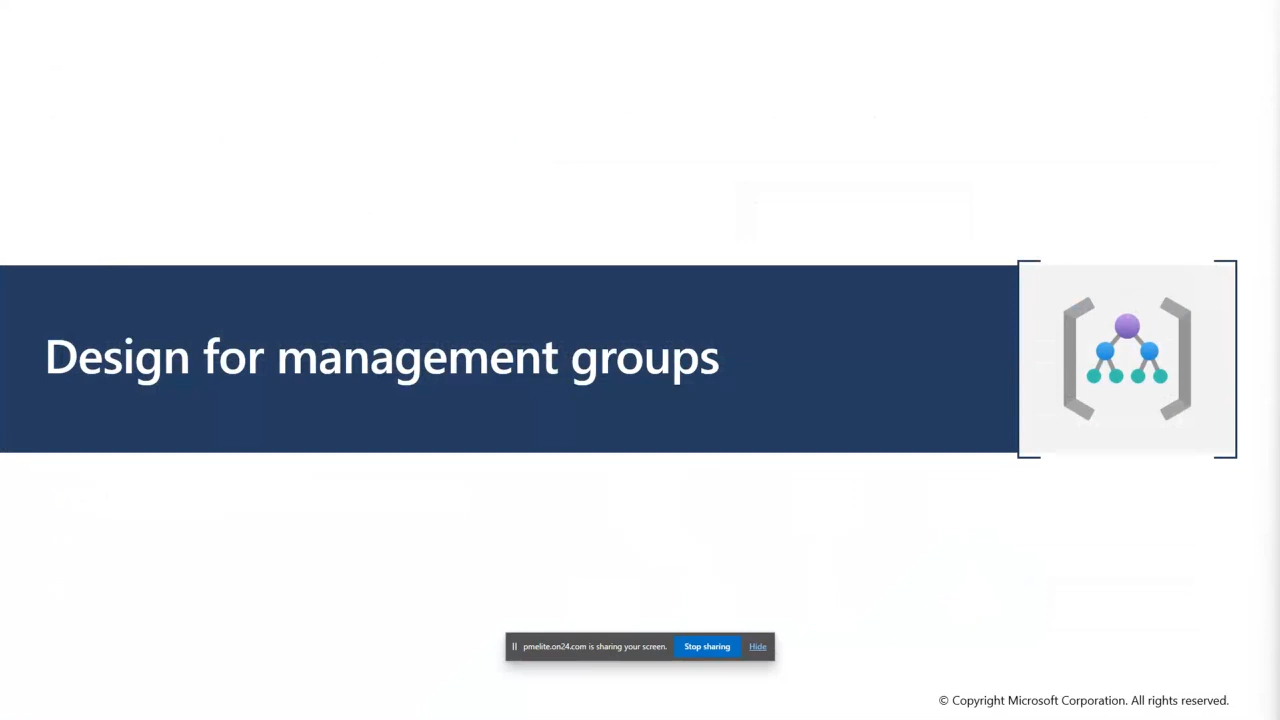 Design for management groups
pmelite.on24.com is sharing your screen. Stop sharing Hide
© Copyright Microsoft Corporation. All rights reserved.